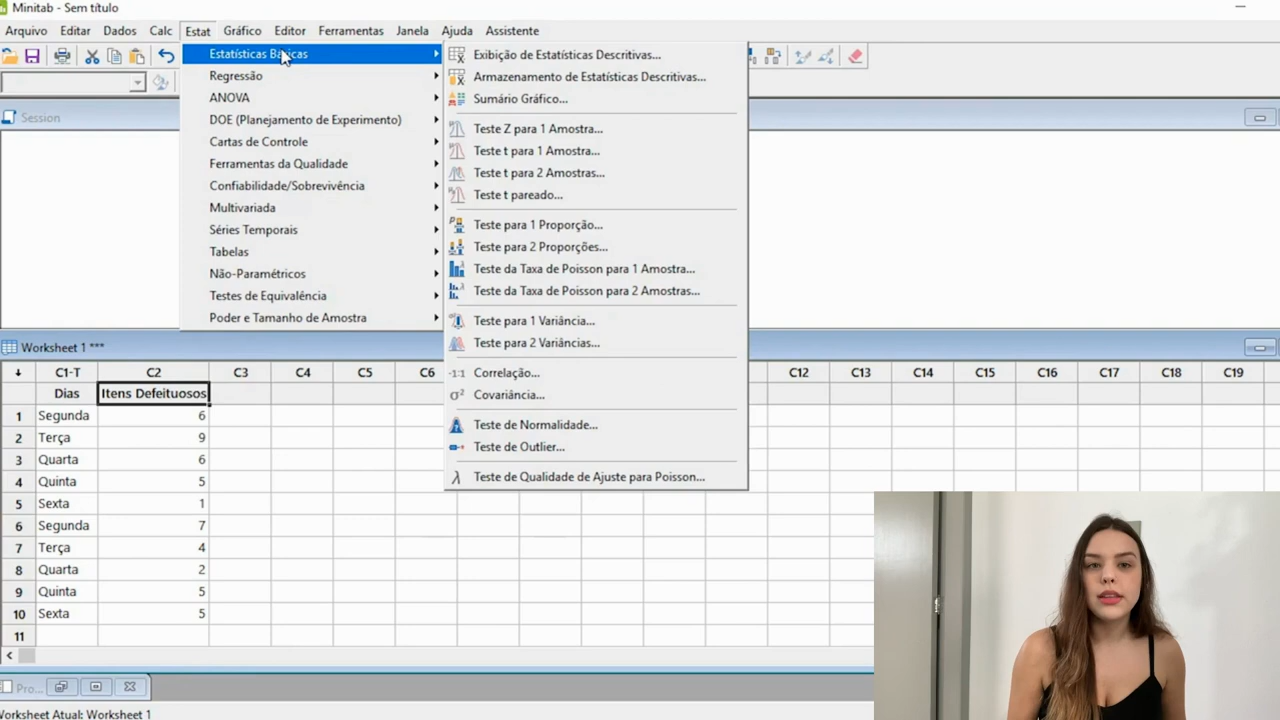 Minitab - Sem título
Arquivo Editar Dados Calc Estat Gráfico Editor Ferramentas Janela Ajuda Assistente
Estatísticas Básicas
Regressão
ANOVA
DOE (Planejamento de Experimento)
Cartas de Controle
Ferramentas da Qualidade
Confiabilidade/Sobrevivência
Multivariada
Séries Temporais
Tabelas
Não-Paramétricos
Testes de Equivalência
Poder e Tamanho de Amostra
Exibição de Estatísticas Descritivas...
Armazenamento de Estatísticas Descritivas...
Sumário Gráfico...
Teste Z para 1 Amostra...
Teste t para 1 Amostra...
Teste t para 2 Amostras...
Teste t pareado...
Teste para 1 Proporção...
Teste para 2 Proporções...
Teste da Taxa de Poisson para 1 Amostra...
Teste da Taxa de Poisson para 2 Amostras...
Teste para 1 Variância...
Teste para 2 Variâncias...
-1:1 Correlação...
σ² Covariância...
Teste de Normalidade...
Teste de Outlier...
λ Teste de Qualidade de Ajuste para Poisson...
Session
Worksheet 1 ***
C1-T C2 C3 C4 C5 C6 C12 C13 C14 C15 C16 C17 C18 C19
Dias Itens Defeituosos
1 Segunda 6
2 Terça 9
3 Quarta 6
4 Quinta 5
5 Sexta 1
6 Segunda 7
7 Terça 4
8 Quarta 2
9 Quinta 5
10 Sexta 5
11
Pro...
Worksheet Atual: Worksheet 1